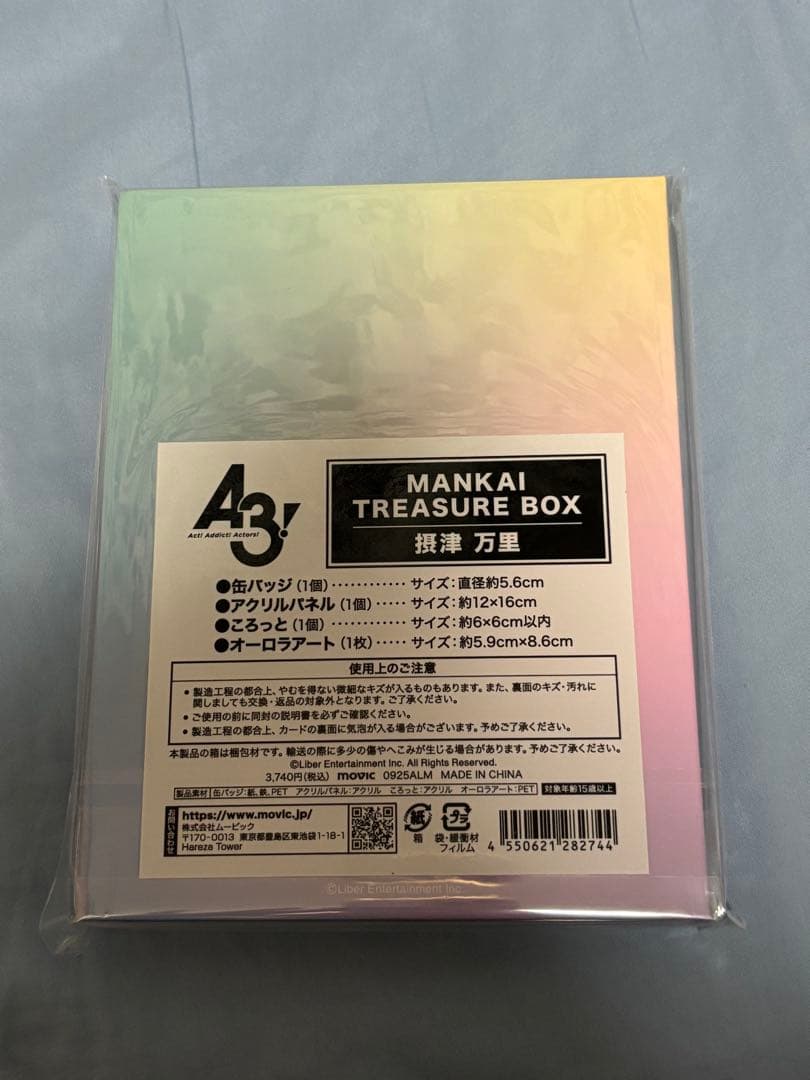 A3!
Act! Addict! Actors!
MANKAI
TREASURE BOX
摂津 万里
●缶バッジ（1個）············ サイズ：直径約5.6cm
●アクリルパネル（1個）····· サイズ：約12×16cm
●ころっと（1個）············ サイズ：約6×6cm以内
●オーロラアート（1枚）····· サイズ：約5.9cm×8.6cm
使用上のご注意
● 製造工程の都合上、やむを得ない微細なキズが入るものもあります。また、裏面のキズ・汚れに
関しましても交換・返品の対象外となります。ご了承ください。
● ご使用の前に同封の説明書を必ずご確認ください。
● 製造工程の都合上、カードの裏面に気泡が入る場合がございます。予めご了承ください。
本製品の箱は梱包材です。輸送の際に多少の傷やへこみが生じる場合があります。予めご了承ください。
©Liber Entertainment Inc. All Rights Reserved.
3,740円（税込） movic 0925ALM MADE IN CHINA
製品素材 缶バッジ：紙、鉄、PET アクリルパネル：アクリル ころっと：アクリル オーロラアート：PET 対象年齢15歳以上
お問い合わせ
https://www.movic.jp/
株式会社ムービック
〒170-0013 東京都豊島区東池袋1-18-1
Hareza Tower
紙
箱
プラ
袋・緩衝材
フィルム
4 550621 282744
©Liber Entertainment Inc.